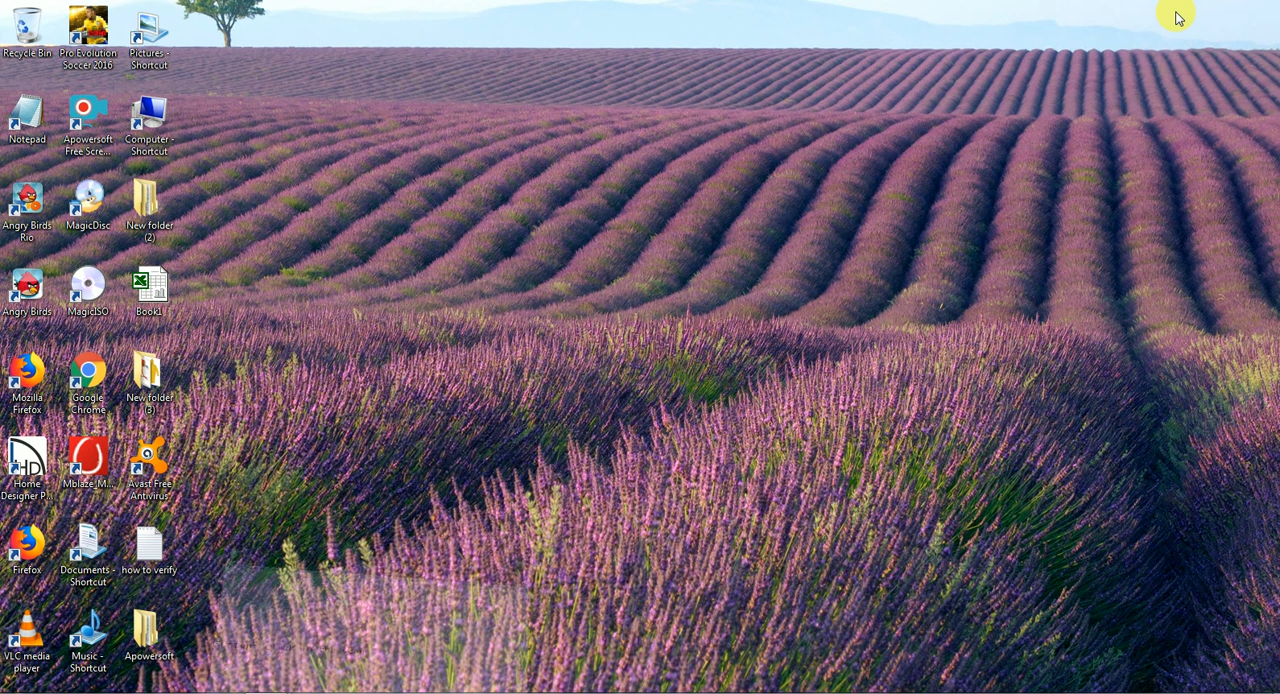 Recycle Bin
Pro Evolution
Soccer 2016
Pictures -
Shortcut
Notepad
Apowersoft
Free Scre...
Computer -
Shortcut
Angry Birds
Rio
MagicDisc
New folder
(2)
Angry Birds
MagicISO
Book1
Mozilla
Firefox
Google
Chrome
New folder
(3)
Home
Designer P...
Mblaze_M...
Avast Free
Antivirus
Firefox
Documents -
Shortcut
how to verify
VLC media
player
Music -
Shortcut
Apowersoft